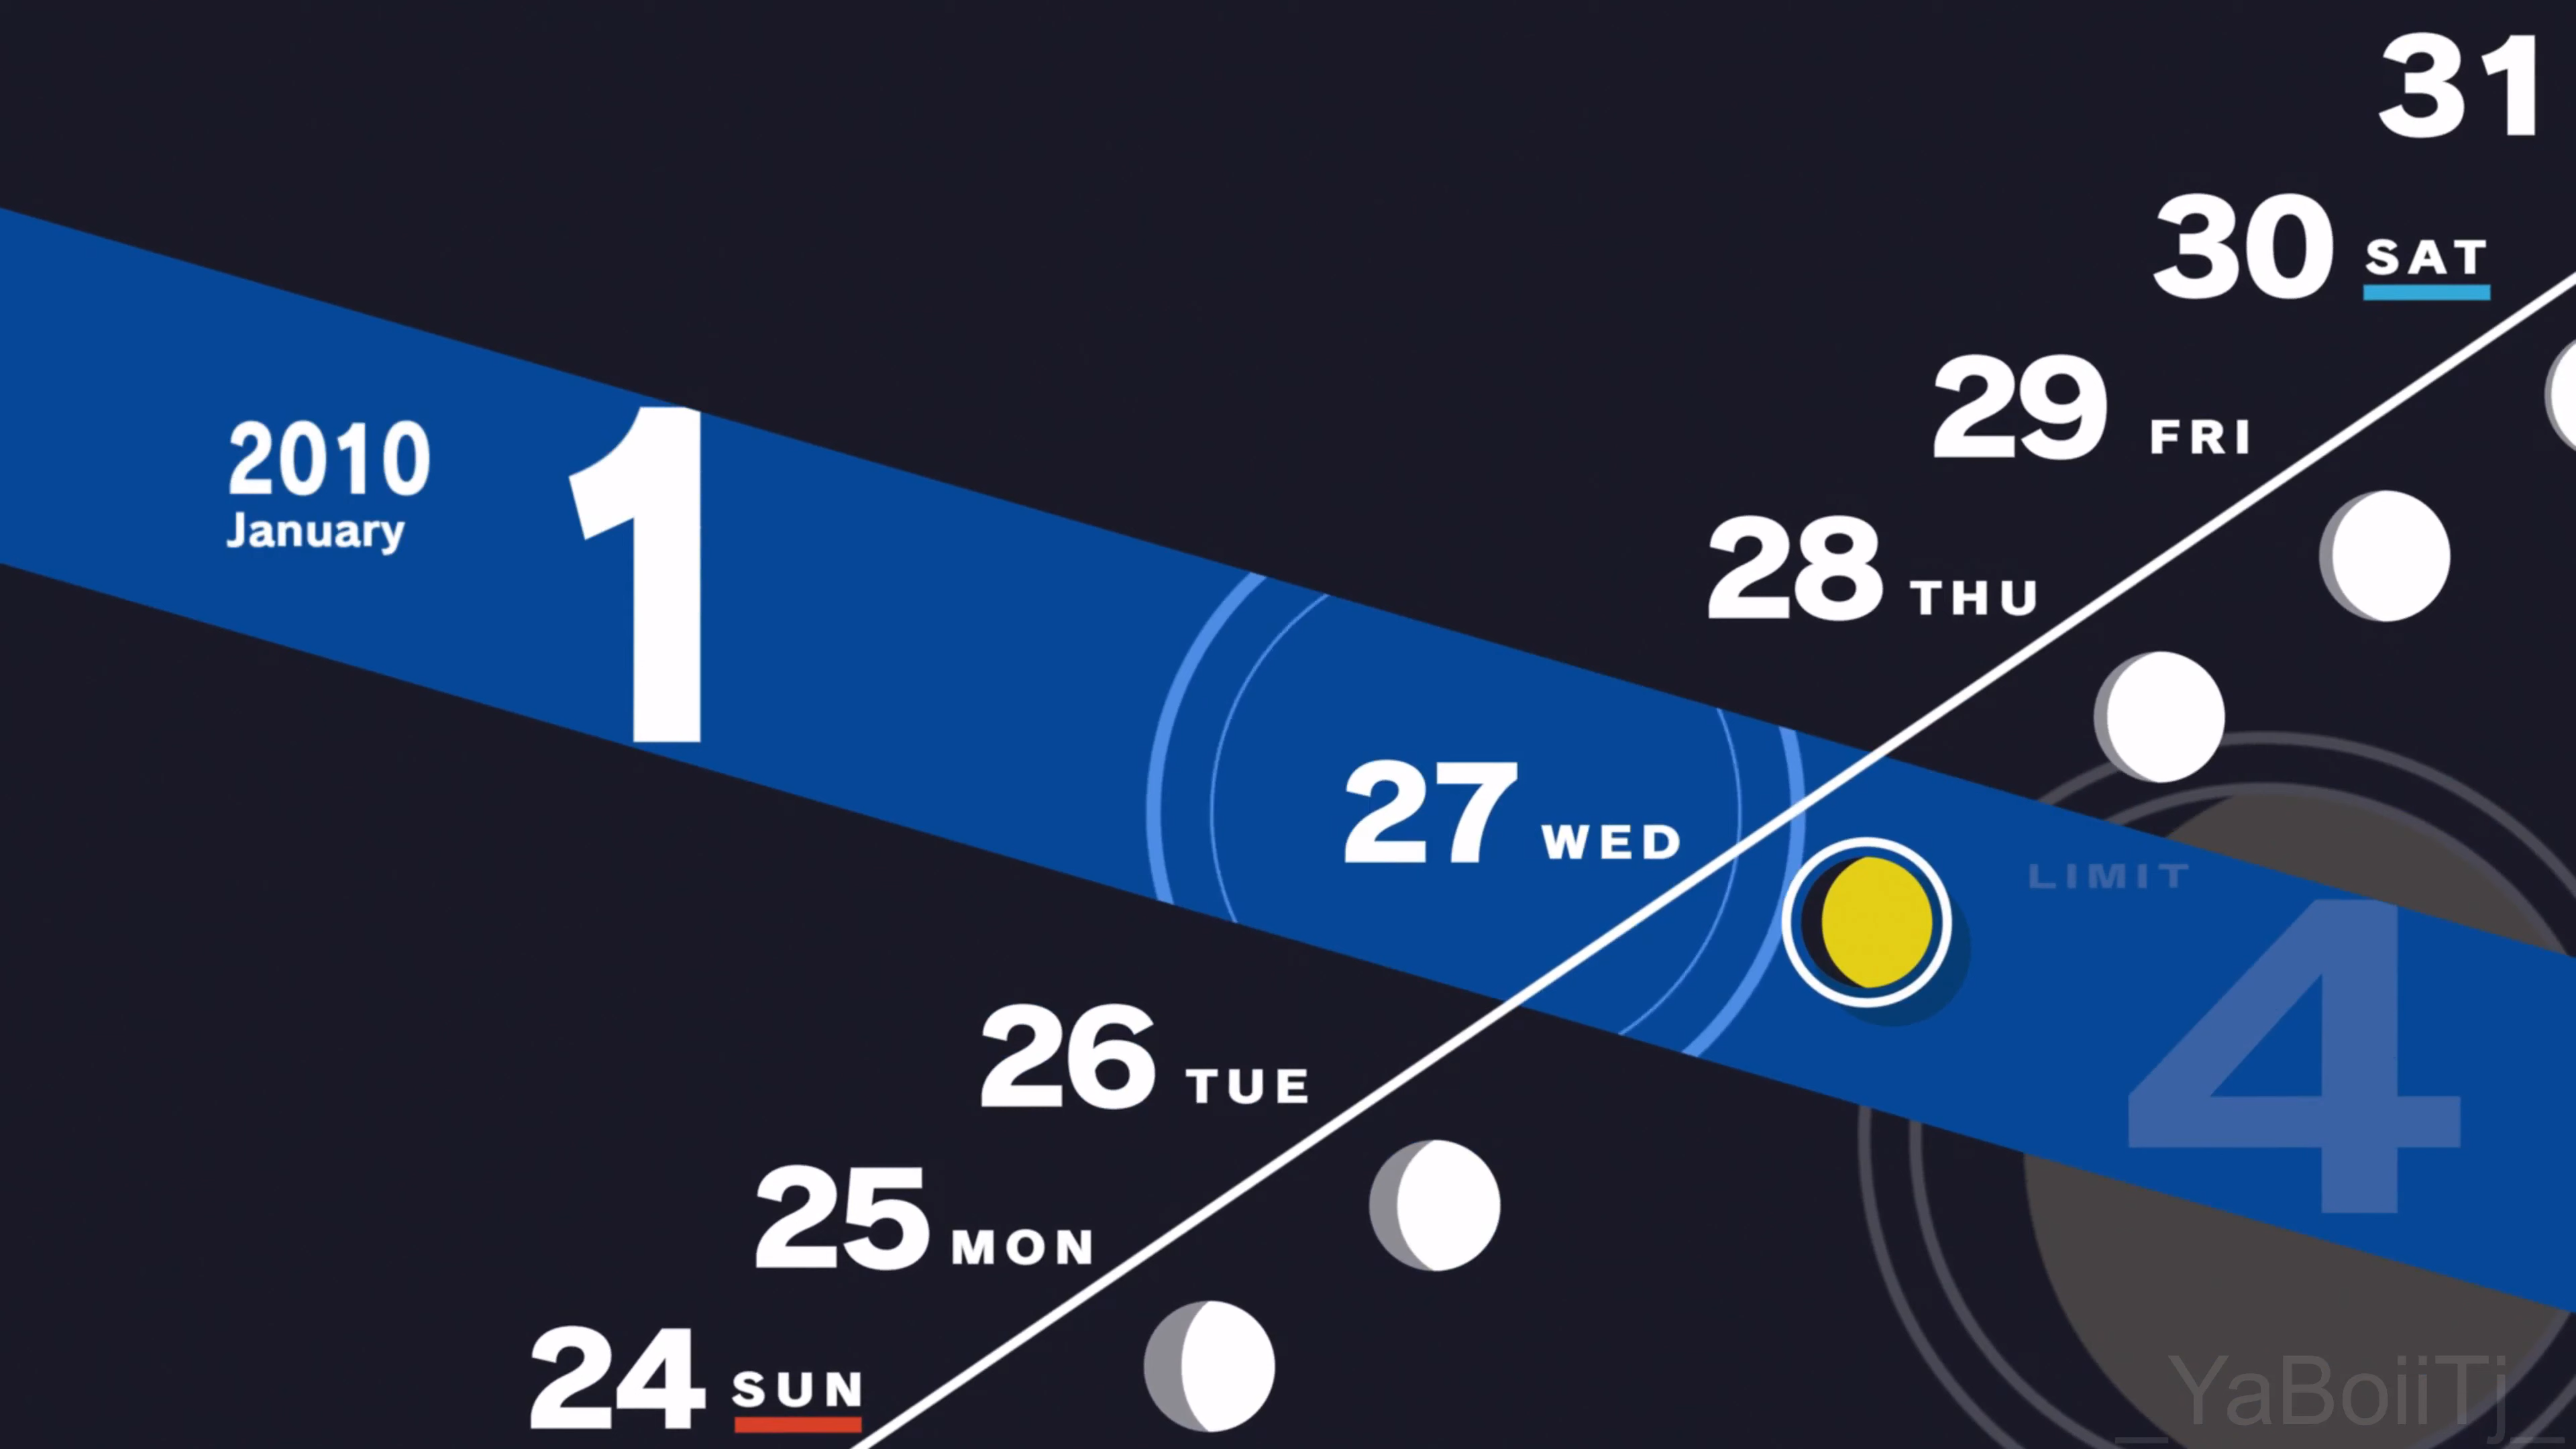 31
30 SAT
29 FRI
28 THU
2010
January
1
27 WED
LIMIT
4
26 TUE
25 MON
24 SUN
_YaBoiiTj_